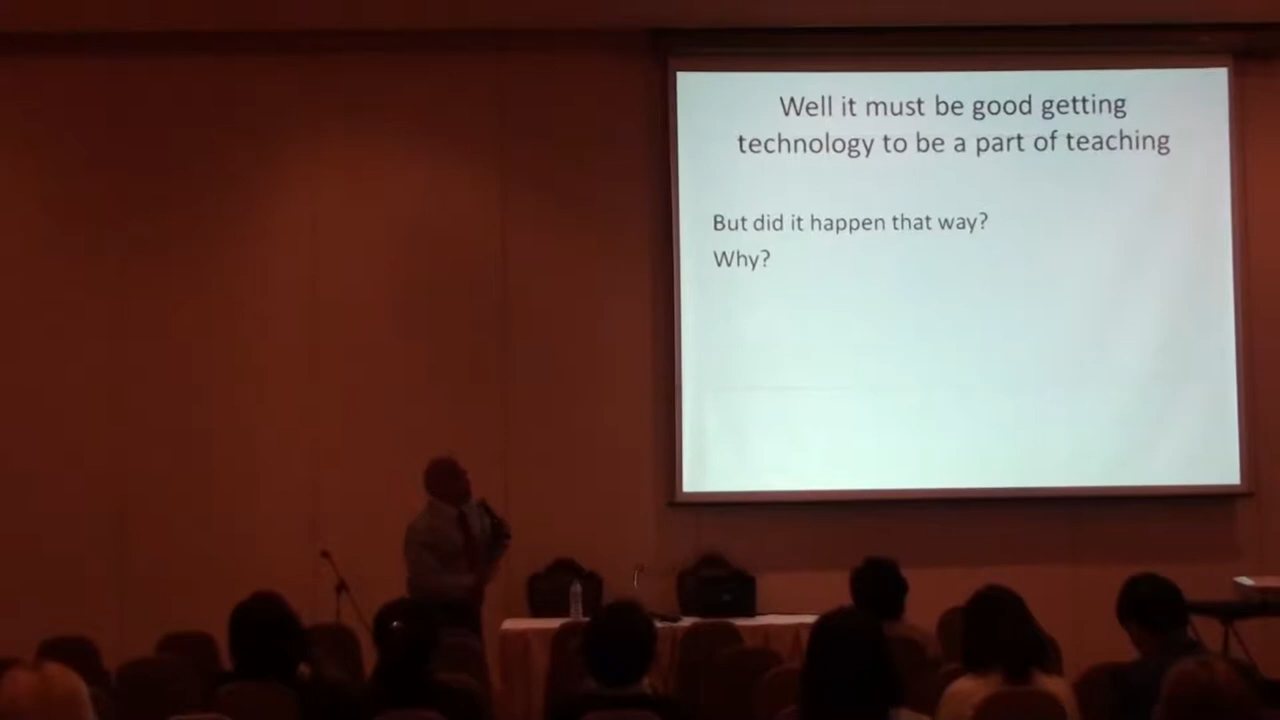 Well it must be good getting
technology to be a part of teaching
But did it happen that way?
Why?